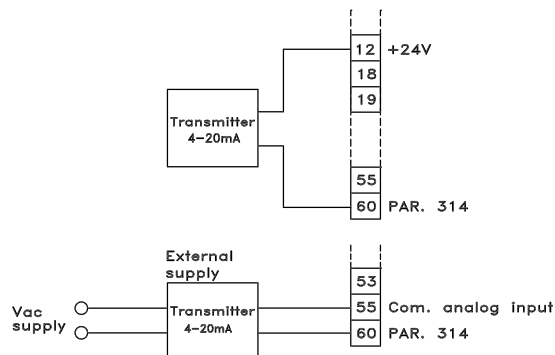 12 +24V
18
19
Transmitter
4-20mA
55
60 PAR. 314
External
supply
53
Vac
supply
Transmitter
4-20mA
55 Com. analog input
60 PAR. 314